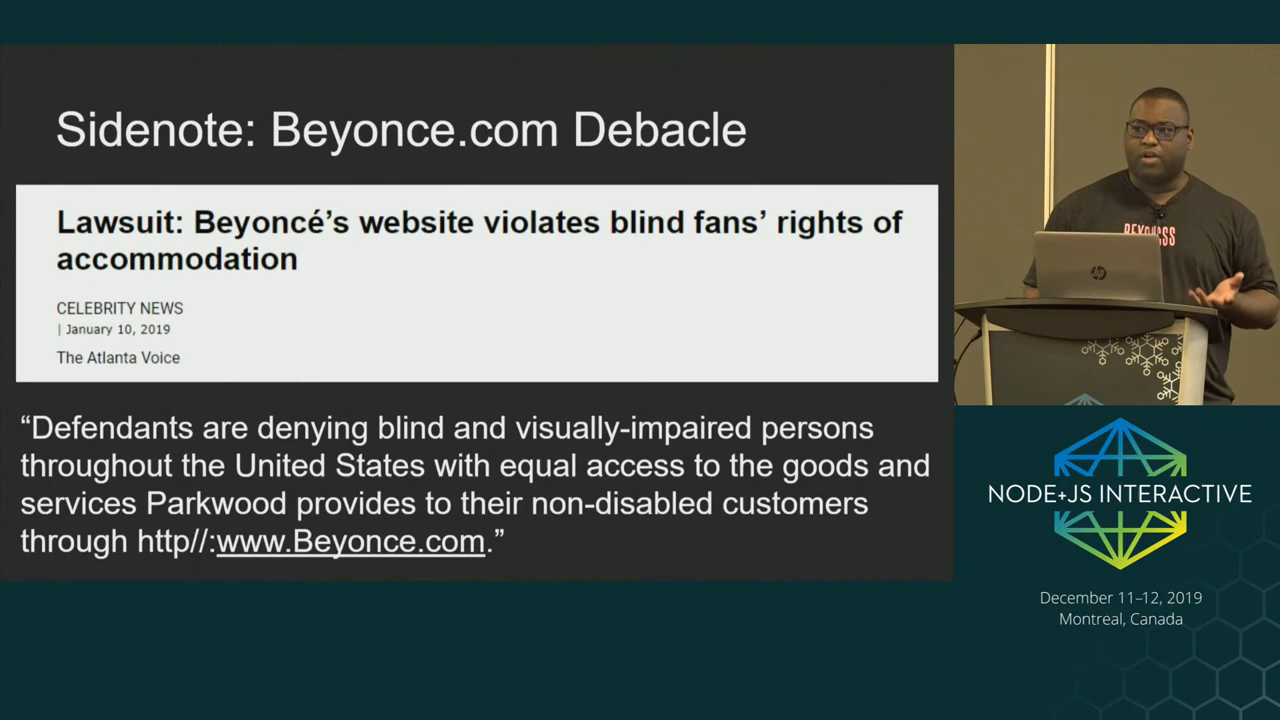 Sidenote: Beyonce.com Debacle
Lawsuit: Beyoncé’s website violates blind fans’ rights of
accommodation
CELEBRITY NEWS
| January 10, 2019
The Atlanta Voice
“Defendants are denying blind and visually-impaired persons
throughout the United States with equal access to the goods and
services Parkwood provides to their non-disabled customers
through http//:www.Beyonce.com.”
hp
NODE+JS INTERACTIVE
December 11–12, 2019
Montreal, Canada